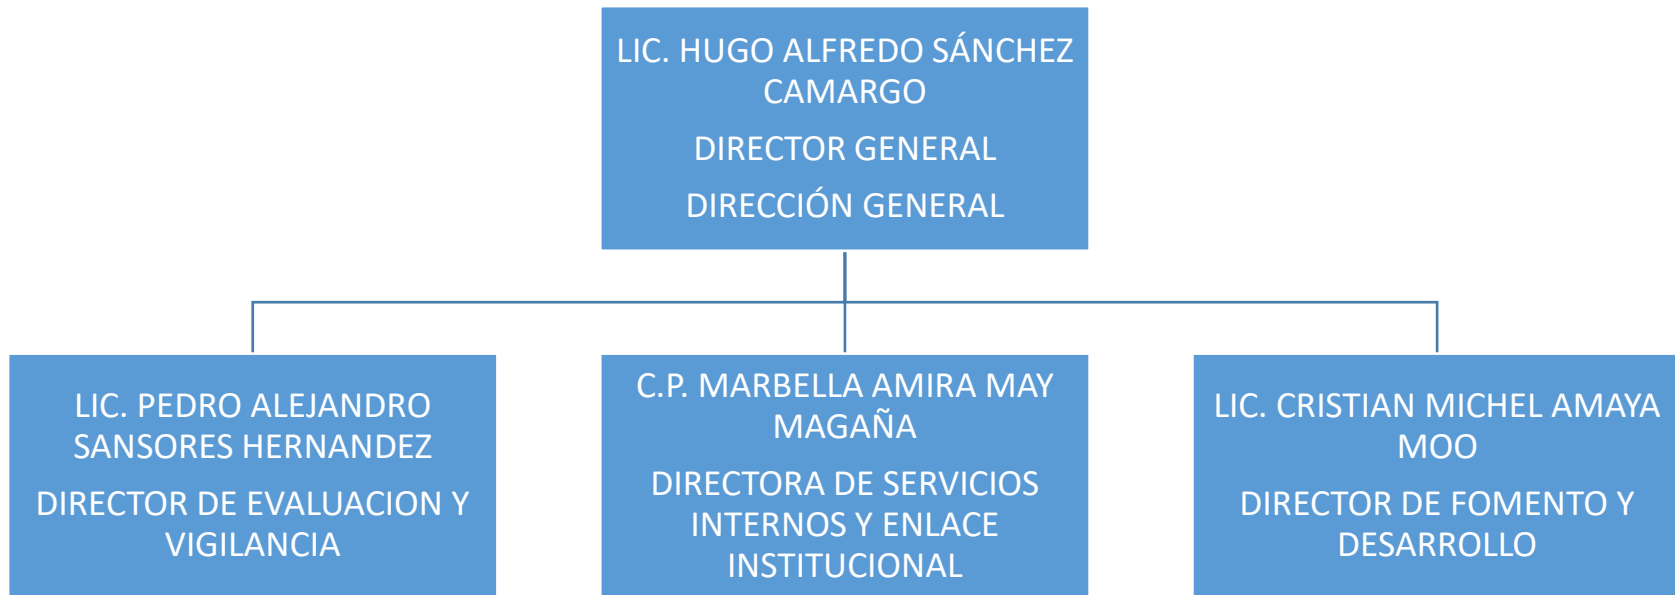 LIC. HUGO ALFREDO SÁNCHEZ
CAMARGO
DIRECTOR GENERAL
DIRECCIÓN GENERAL
LIC. PEDRO ALEJANDRO
SANSORES HERNANDEZ
DIRECTOR DE EVALUACION Y
VIGILANCIA
C.P. MARBELLA AMIRA MAY
MAGAÑA
DIRECTORA DE SERVICIOS
INTERNOS Y ENLACE
INSTITUCIONAL
LIC. CRISTIAN MICHEL AMAYA
MOO
DIRECTOR DE FOMENTO Y
DESARROLLO